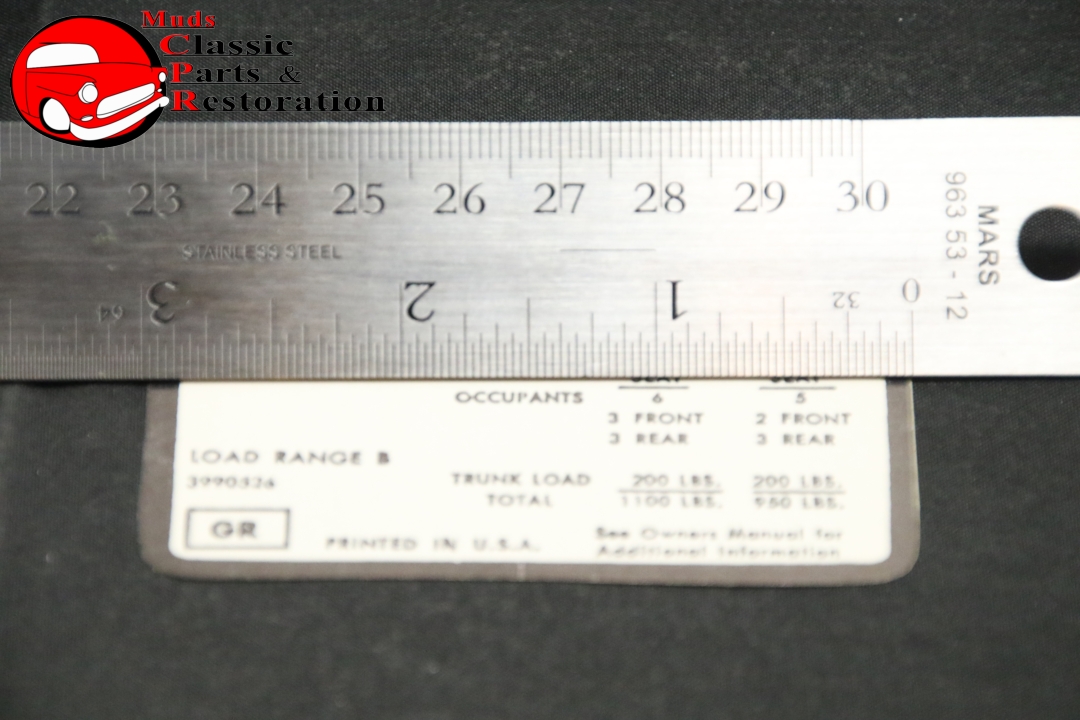 Muds
Classic
Parts &
Restoration
22 23 24 25 26 27 28 29 30
STAINLESS STEEL
MARS
963 53 - 12
64 3 2 1 32 0
OCCUPANTS 6 5
3 FRONT 2 FRONT
3 REAR 3 REAR
LOAD RANGE B
3990526
TRUNK LOAD 200 LBS. 200 LBS.
TOTAL 1100 LBS. 950 LBS.
GR
PRINTED IN U.S.A.
See Owners Manual for
Additional Information